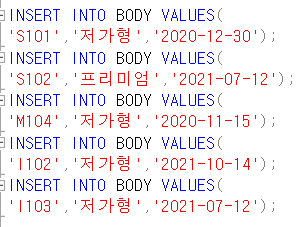 INSERT INTO BODY VALUES(
'S101','저가형','2020-12-30');
INSERT INTO BODY VALUES(
'S102','프리미엄','2021-07-12');
INSERT INTO BODY VALUES(
'M104','저가형','2020-11-15');
INSERT INTO BODY VALUES(
'I102','저가형','2021-10-14');
INSERT INTO BODY VALUES(
'I103','저가형','2021-07-12');